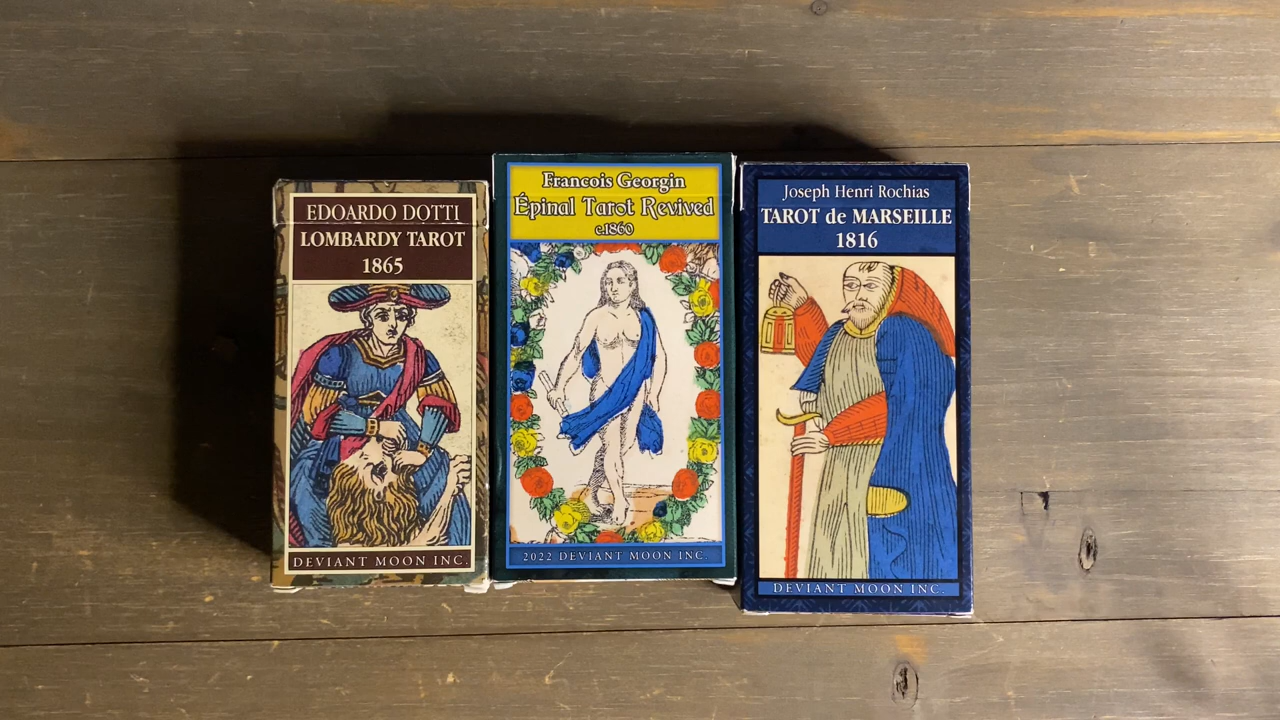 EDOARDO DOTTI
LOMBARDY TAROT
1865
DEVIANT MOON INC.
Francois Georgin
Épinal Tarot Revived
c.1860
2022 DEVIANT MOON INC.
Joseph Henri Rochias
TAROT de MARSEILLE
1816
DEVIANT MOON INC.